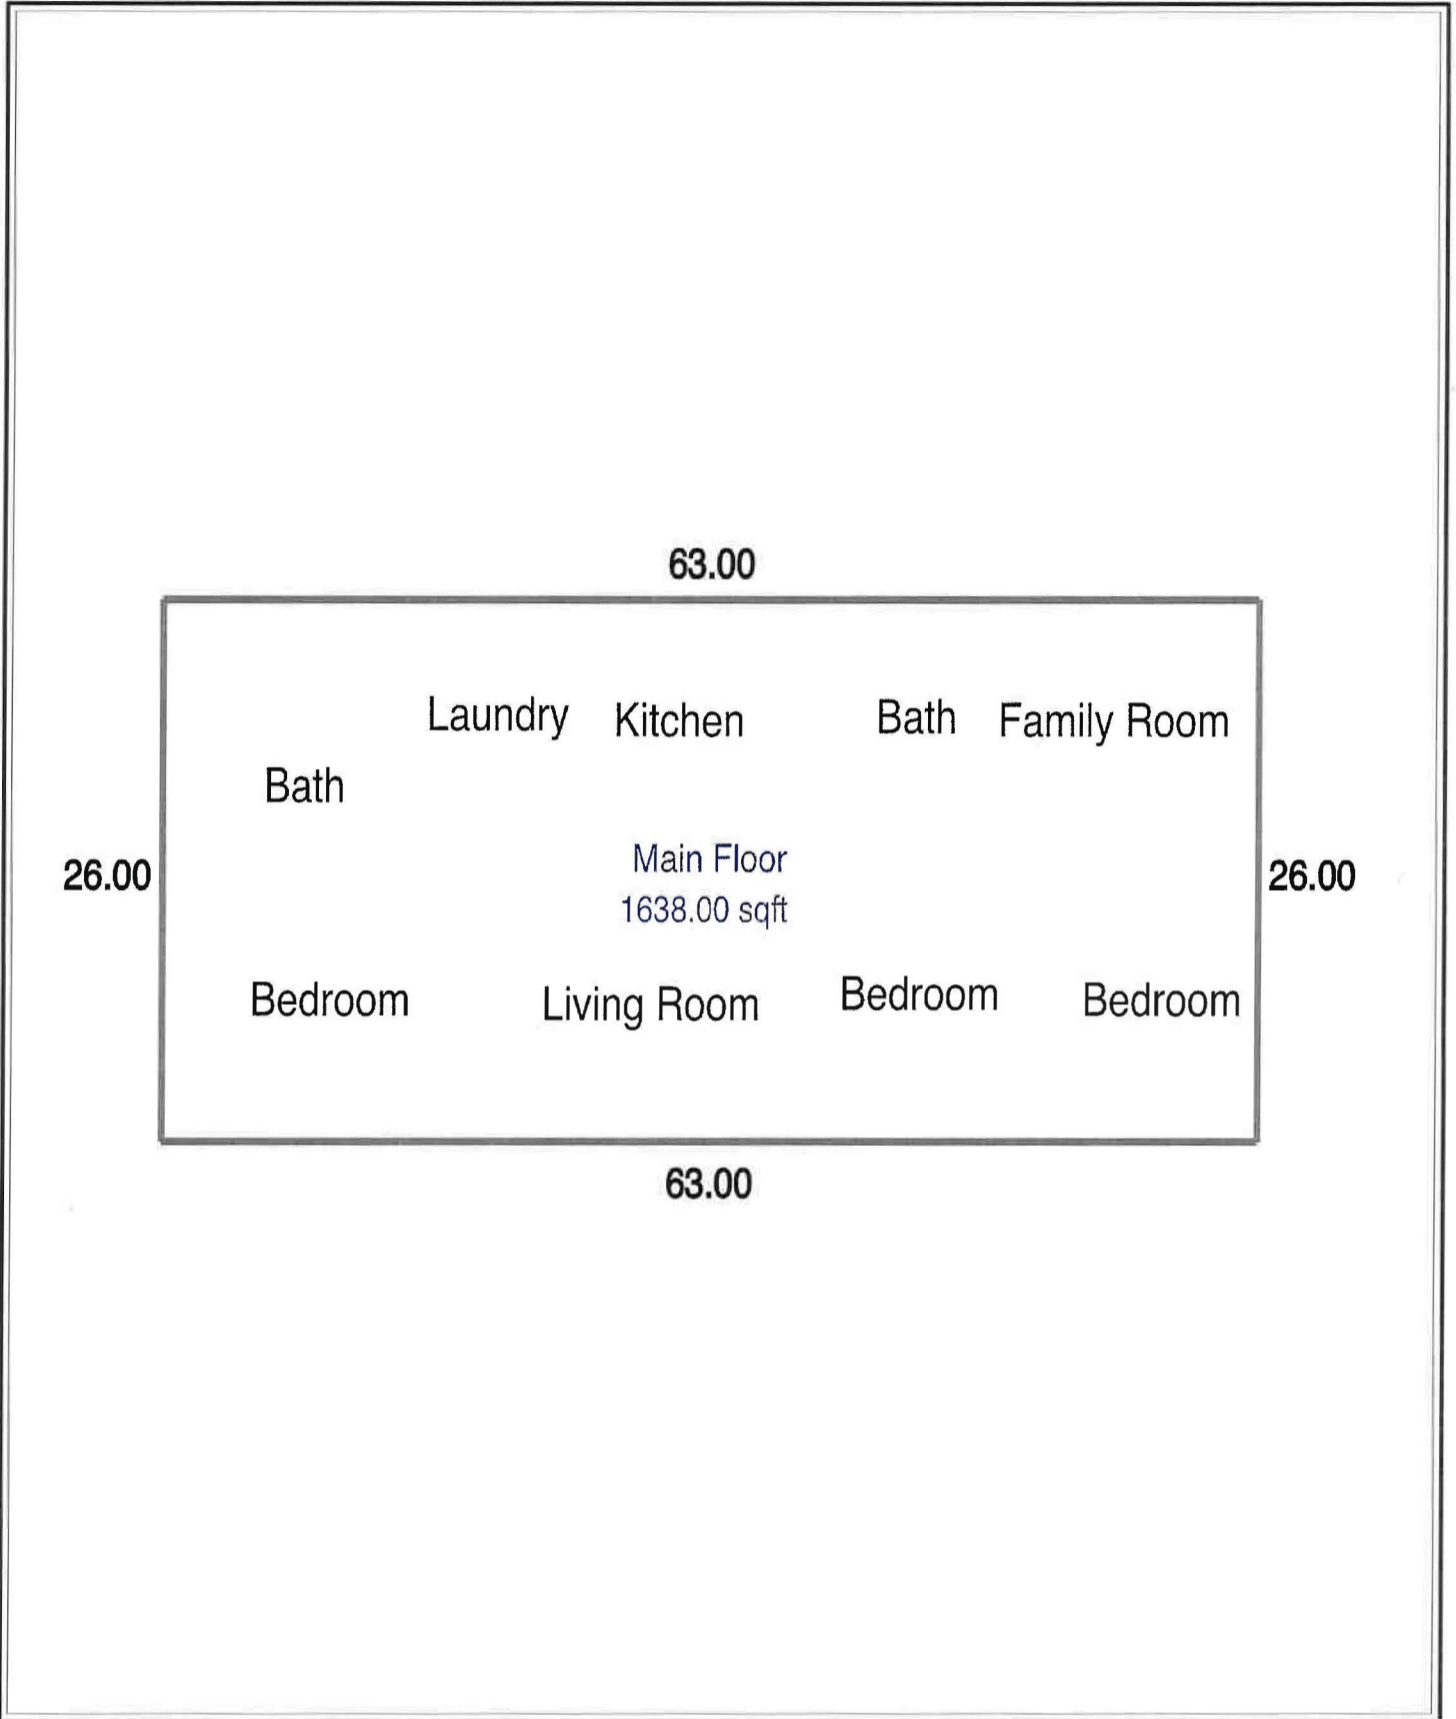 63.00
Laundry Kitchen Bath Family Room
Bath
Main Floor
26.00 26.00
1638.00 sqft
Bedroom Living Room Bedroom Bedroom
63.00